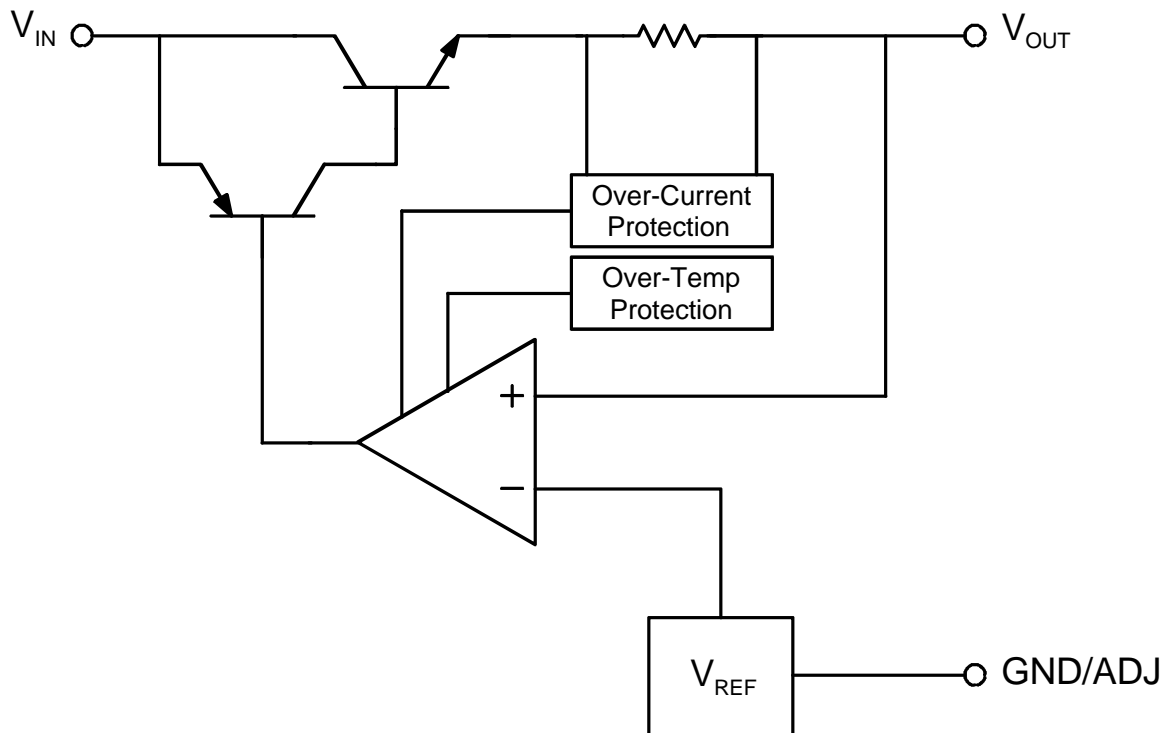 VIN
VOUT
Over-Current
Protection
Over-Temp
Protection
+
−
VREF
GND/ADJ